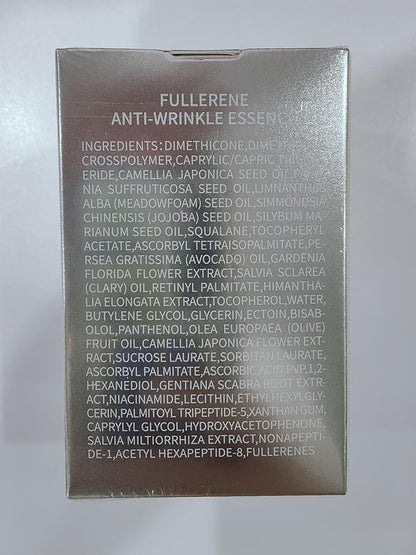 FULLERENE
ANTI-WRINKLE ESSENCE
INGREDIENTS:DIMETHICONE,
CROSSPOLYMER,CAPRYLIC/CAPRIC
ERIDE,CAMELLIA JAPONICA SEED OIL,
NIA SUFFRUTICOSA SEED OIL,LIMNANTHES
ALBA (MEADOWFOAM) SEED OIL,SIMMONDSIA
CHINENSIS (JOJOBA) SEED OIL,SILYBUM MA-
RIANUM SEED OIL,SQUALANE,TOCOPHERYL
ACETATE,ASCORBYL TETRAISOPALMITATE,PE-
RSEA GRATISSIMA (AVOCADO) OIL,GARDENIA
FLORIDA FLOWER EXTRACT,SALVIA SCLAREA
(CLARY) OIL,RETINYL PALMITATE,HIMANTHA-
LIA ELONGATA EXTRACT,TOCOPHEROL,WATER,
BUTYLENE GLYCOL,GLYCERIN,ECTOIN,BISAB-
OLOL,PANTHENOL,OLEA EUROPAEA (OLIVE)
FRUIT OIL,CAMELLIA JAPONICA FLOWER EXT-
RACT,SUCROSE LAURATE,SORBITAN LAURATE,
ASCORBYL PALMITATE,ASCORBIC ACID,PVP,1,2-
HEXANEDIOL,GENTIANA SCABRA ROOT EXTR-
ACT,NIACINAMIDE,LECITHIN,ETHYLHEXYLGLY-
CERIN,PALMITOYL TRIPEPTIDE-5,XANTHAN GUM,
CAPRYLYL GLYCOL,HYDROXYACETOPHENONE,
SALVIA MILTIORRHIZA EXTRACT,NONAPEPTI-
DE-1,ACETYL HEXAPEPTIDE-8,FULLERENES